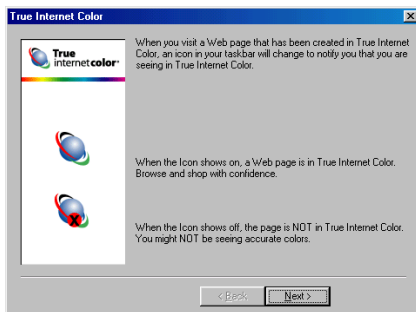 True Internet Color
True
internetcolor
When you visit a Web page that has been created in True Internet
Color, an icon in your taskbar will change to notify you that you are
seeing in True Internet Color.
When the Icon shows on, a Web page is in True Internet Color.
Browse and shop with confidence.
When the Icon shows off, the page is NOT in True Internet Color.
You might NOT be seeing accurate colors.
< Back
Next >